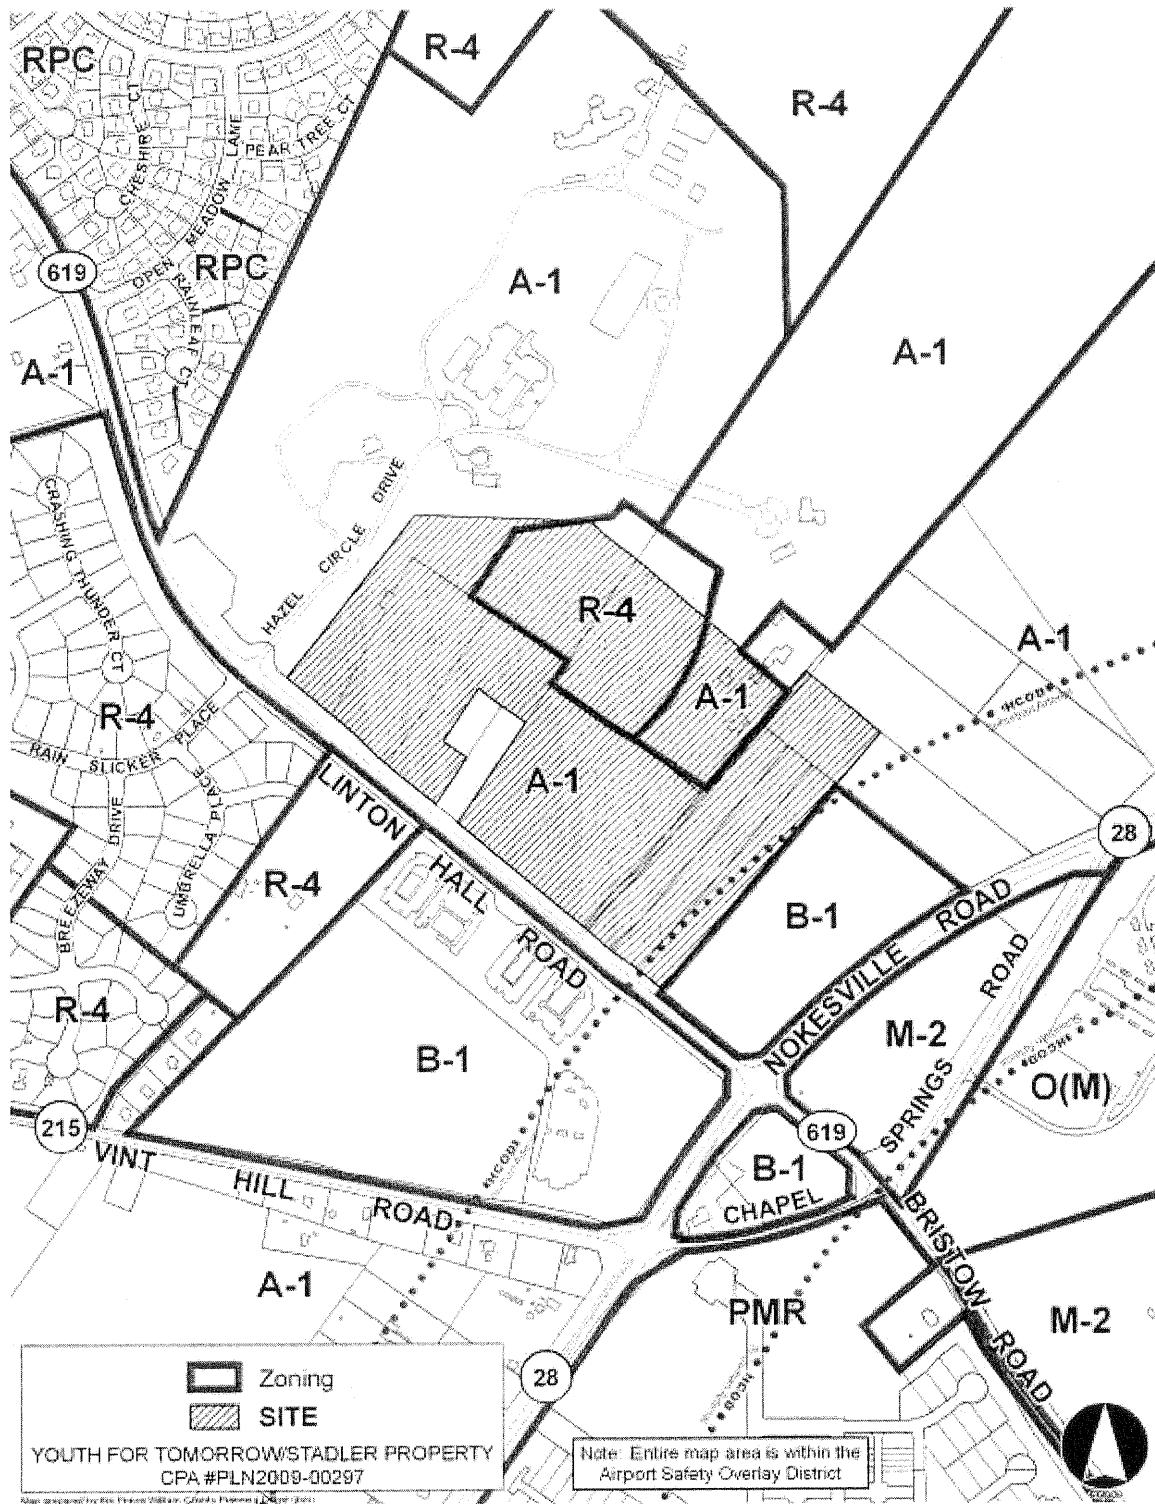 R-4
RPC
R-4
CHESHIRE CT
MEADOW LANE
PEAR TREE CT
619
OPEN
RPC
RAINLEAF CT
A-1
A-1
A-1
HAZEL CIRCLE DRIVE
CRASHING THUNDER CT
R-4
A-1
A-1
R-4
RAIN SLICKER PLACE
A-1
UMBRELLA PLACE
BREEZEWAY DRIVE
LINTON HALL ROAD
28
R-4
B-1
NOKESVILLE ROAD
R-4
M-2
SPRINGS ROAD
O(M)
B-1
215
VINT HILL ROAD
619
B-1
CHAPEL
BRISTOW ROAD
A-1
PMR
M-2
28
Zoning
SITE
YOUTH FOR TOMORROW/STADLER PROPERTY
CPA #PLN2009-00297
Note: Entire map area is within the
Airport Safety Overlay District